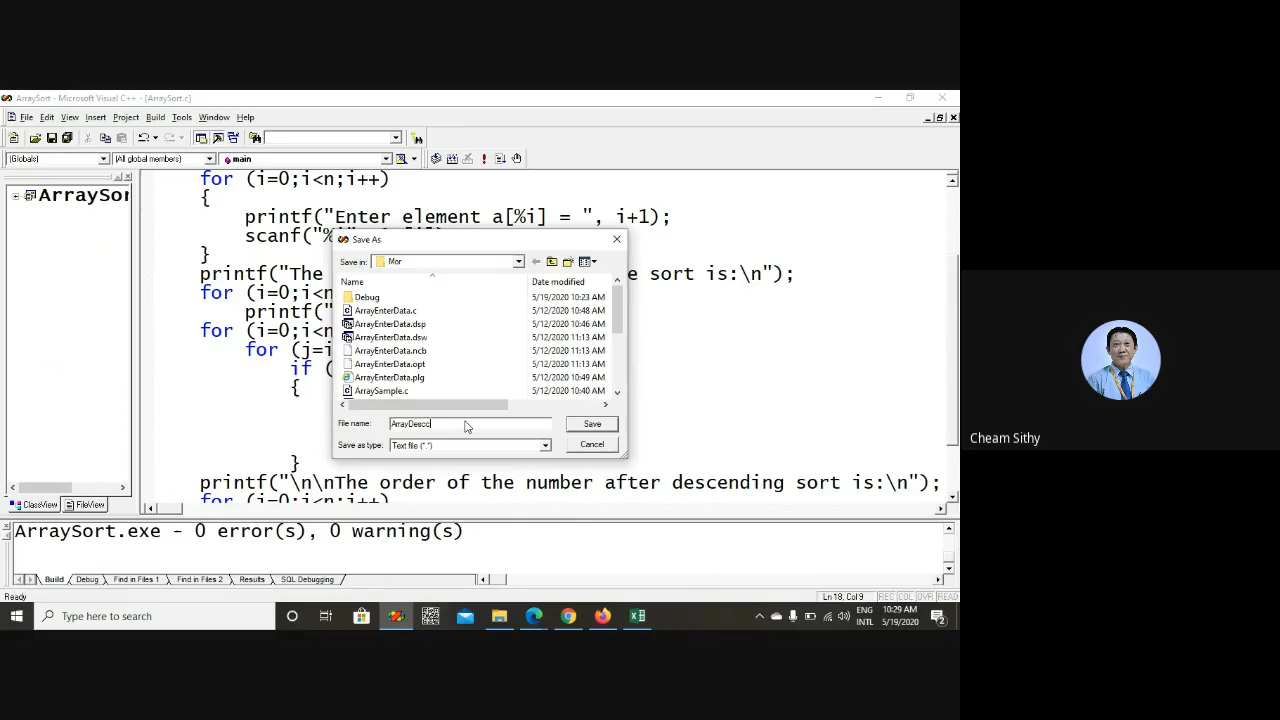 ArraySort - Microsoft Visual C++ - [ArraySort.c]
File Edit View Insert Project Build Tools Window Help
(Globals) (All global members) main
ArraySor
for (i=0;i<n;i++)
{
printf("Enter element a[%i] = ", i+1);
scanf("%
}
printf("The
e sort is:\n");
for (i=0;i<n
printf("
for (i=0;i<n
for (j=i
if (
{
}
printf("\n\nThe order of the number after descending sort is:\n");
for (i=0;i<n;i++)
Save As
Save in: Mor
Name Date modified
Debug 5/19/2020 10:23 AM
ArrayEnterData.c 5/12/2020 10:48 AM
ArrayEnterData.dsp 5/12/2020 10:46 AM
ArrayEnterData.dsw 5/12/2020 11:13 AM
ArrayEnterData.ncb 5/12/2020 11:13 AM
ArrayEnterData.opt 5/12/2020 11:13 AM
ArrayEnterData.plg 5/12/2020 10:49 AM
ArraySample.c 5/12/2020 10:40 AM
File name: ArrayDescc Save
Save as type: Text file (*.*) Cancel
ClassView FileView
ArraySort.exe - 0 error(s), 0 warning(s)
Build Debug Find in Files 1 Find in Files 2 Results SQL Debugging
Ready Ln 18, Col 9 REC COL OVR READ
Type here to search
ENG
INTL
10:29 AM
5/19/2020
2
Cheam Sithy